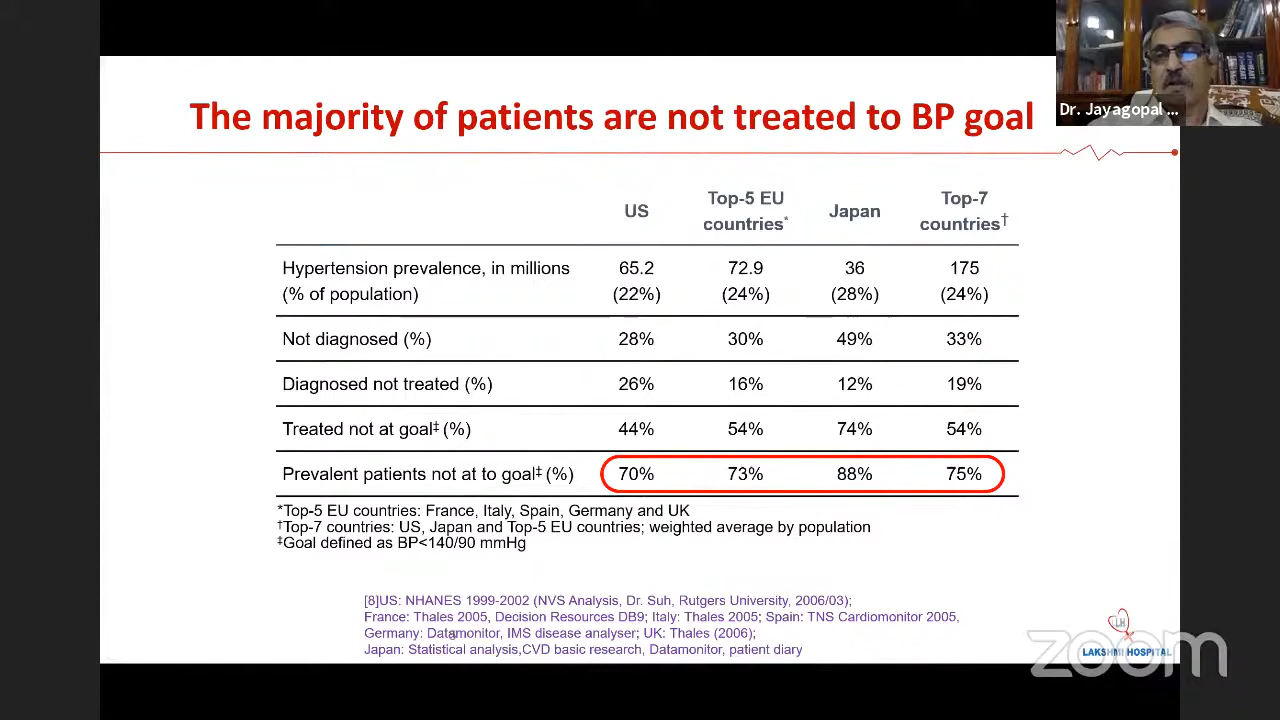 The majority of patients are not treated to BP goal
Dr. Jayagopal ...
US
Top-5 EU countries*
Japan
Top-7 countries†
Hypertension prevalence, in millions (% of population)
65.2 (22%)
72.9 (24%)
36 (28%)
175 (24%)
Not diagnosed (%) 28% 30% 49% 33%
Diagnosed not treated (%) 26% 16% 12% 19%
Treated not at goal‡ (%) 44% 54% 74% 54%
Prevalent patients not at to goal‡ (%) 70% 73% 88% 75%
*Top-5 EU countries: France, Italy, Spain, Germany and UK
†Top-7 countries: US, Japan and Top-5 EU countries; weighted average by population
‡Goal defined as BP<140/90 mmHg
[8]US: NHANES 1999-2002 (NVS Analysis, Dr. Suh, Rutgers University, 2006/03);
France: Thales 2005, Decision Resources DB9; Italy: Thales 2005; Spain: TNS Cardiomonitor 2005,
Germany: Datamonitor, IMS disease analyser; UK: Thales (2006);
Japan: Statistical analysis,CVD basic research, Datamonitor, patient diary
LH
LAKSHMI HOSPITAL
zoom